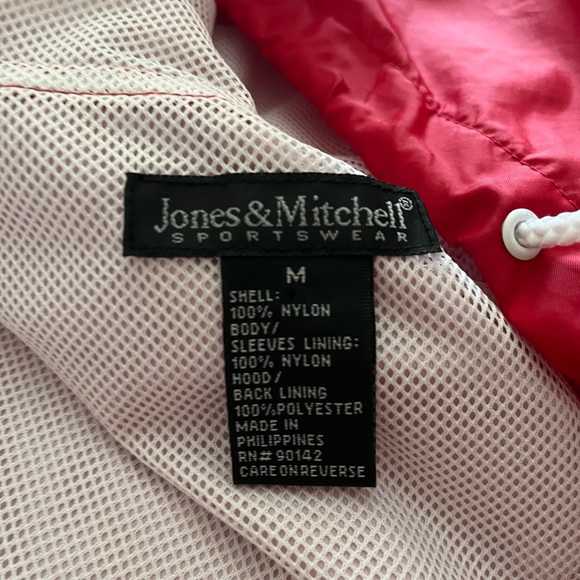 Jones & Mitchell®
SPORTSWEAR
M
SHELL:
100% NYLON
BODY/
SLEEVES LINING:
100% NYLON
HOOD/
BACK LINING
100%POLYESTER
MADE IN
PHILIPPINES
RN# 90142
CARE ON REVERSE